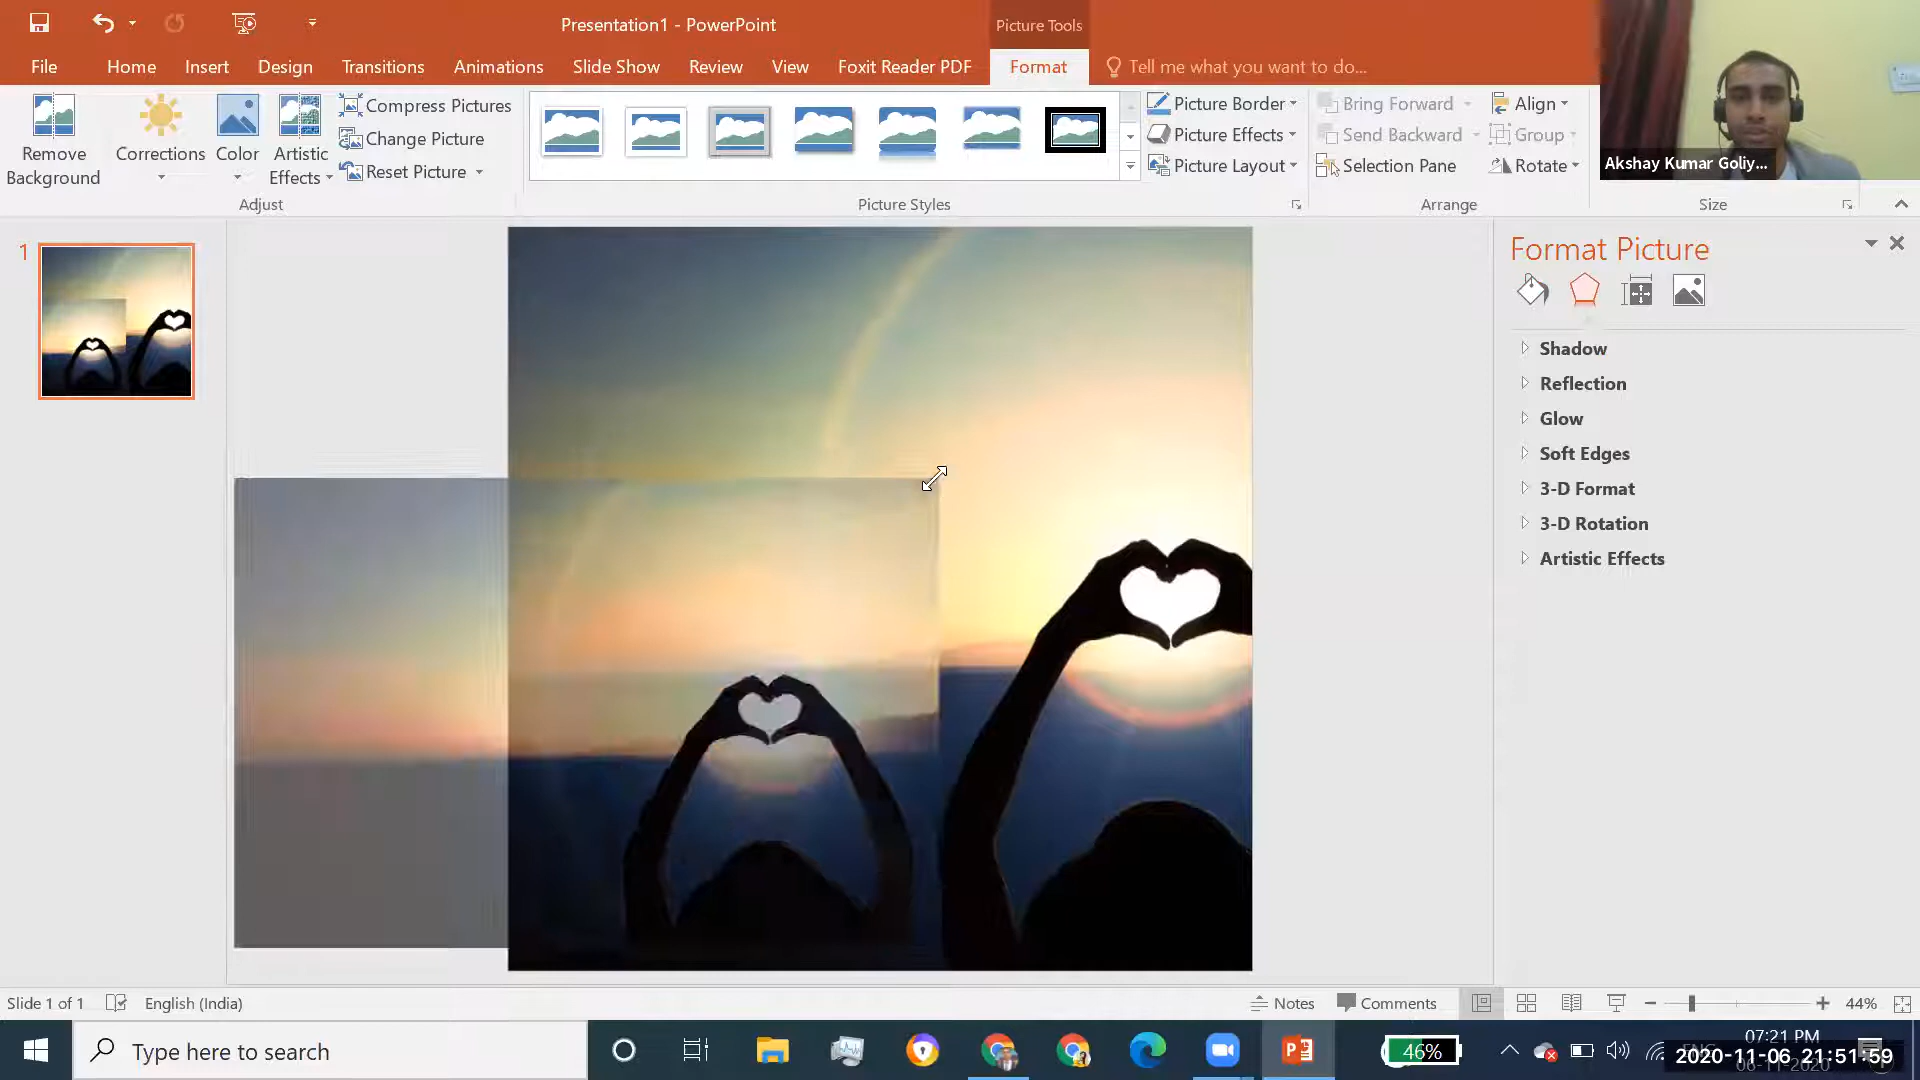 Presentation1 - PowerPoint
Picture Tools
File
Home
Insert
Design
Transitions
Animations
Slide Show
Review
View
Foxit Reader PDF
Format
Tell me what you want to do...
Remove
Background
Corrections
Color
Artistic
Effects
Compress Pictures
Change Picture
Reset Picture
Adjust
Picture Styles
Picture Border
Picture Effects
Picture Layout
Bring Forward
Send Backward
Selection Pane
Align
Group
Rotate
Arrange
Size
Akshay Kumar Goliy...
1
Format Picture
Shadow
Reflection
Glow
Soft Edges
3-D Format
3-D Rotation
Artistic Effects
Slide 1 of 1
English (India)
Notes
Comments
44%
Type here to search
46%
07:21 PM
2020-11-06 21:51:59
06-11-2020